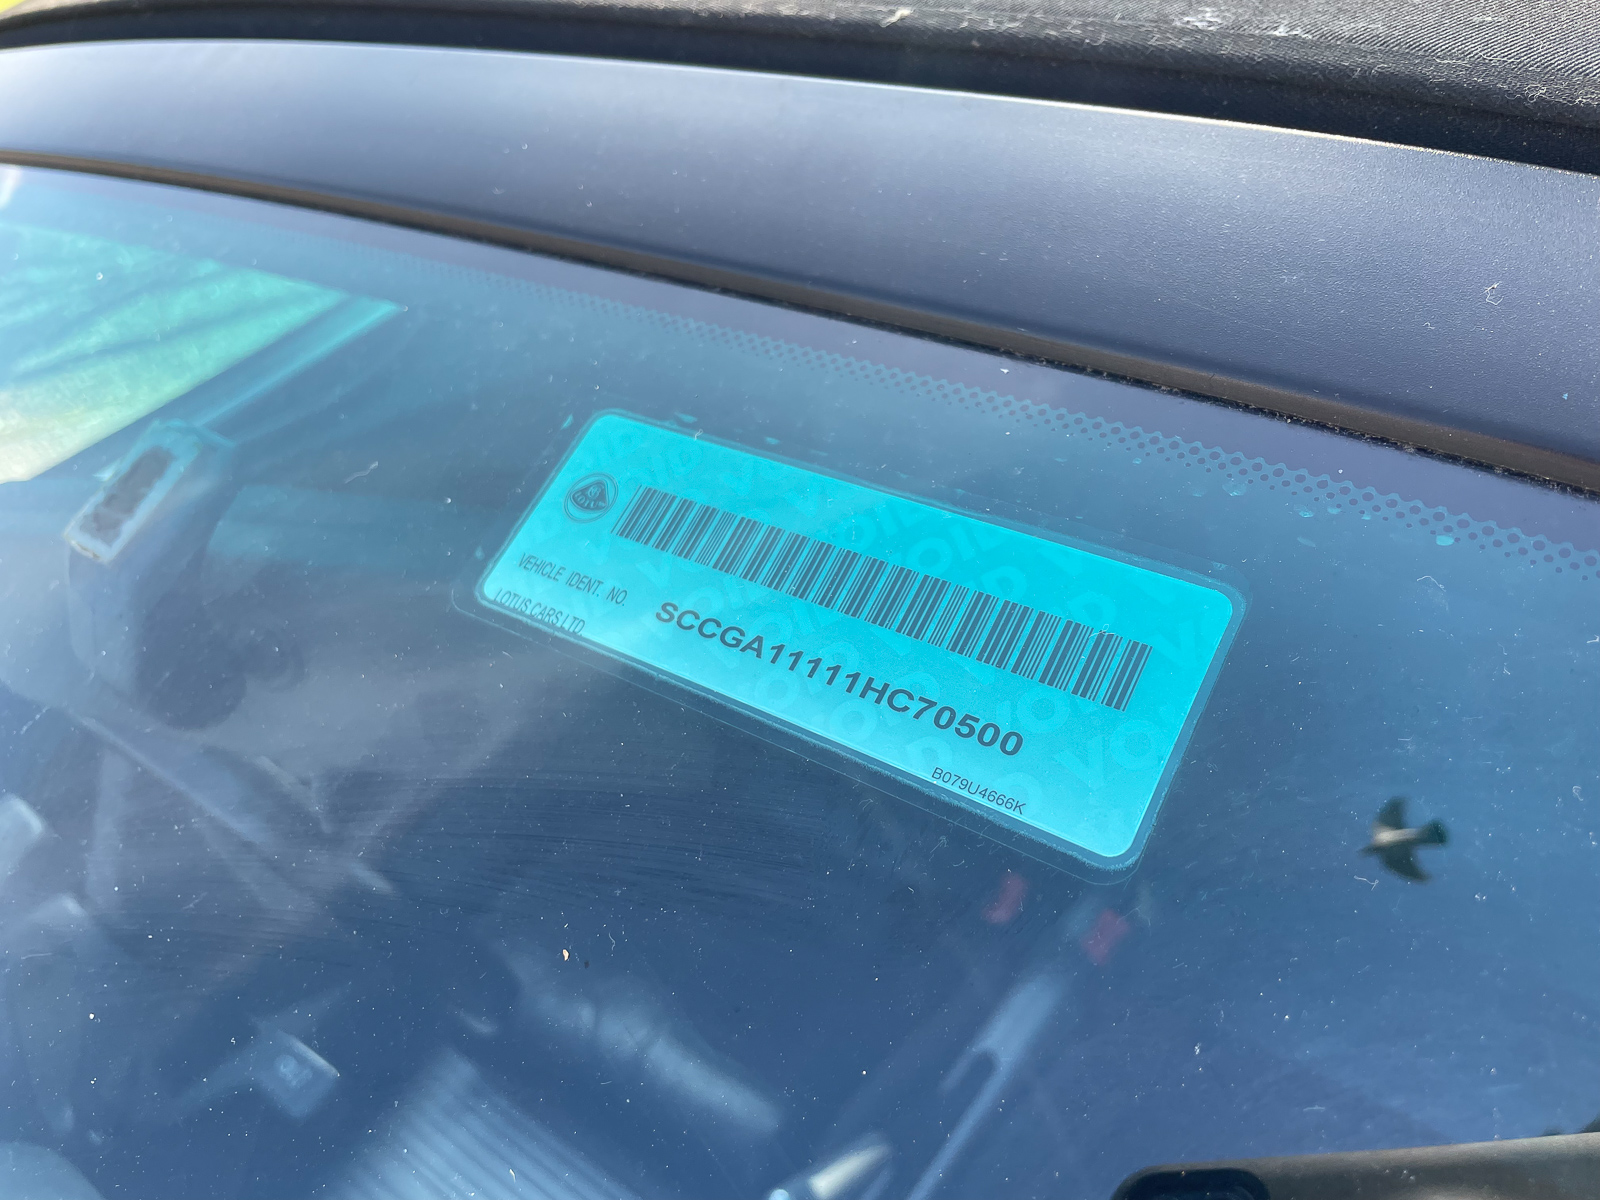 VEHICLE IDENT. NO.
LOTUS CARS LTD.
SCCGA11111HC70500
B079U4666K